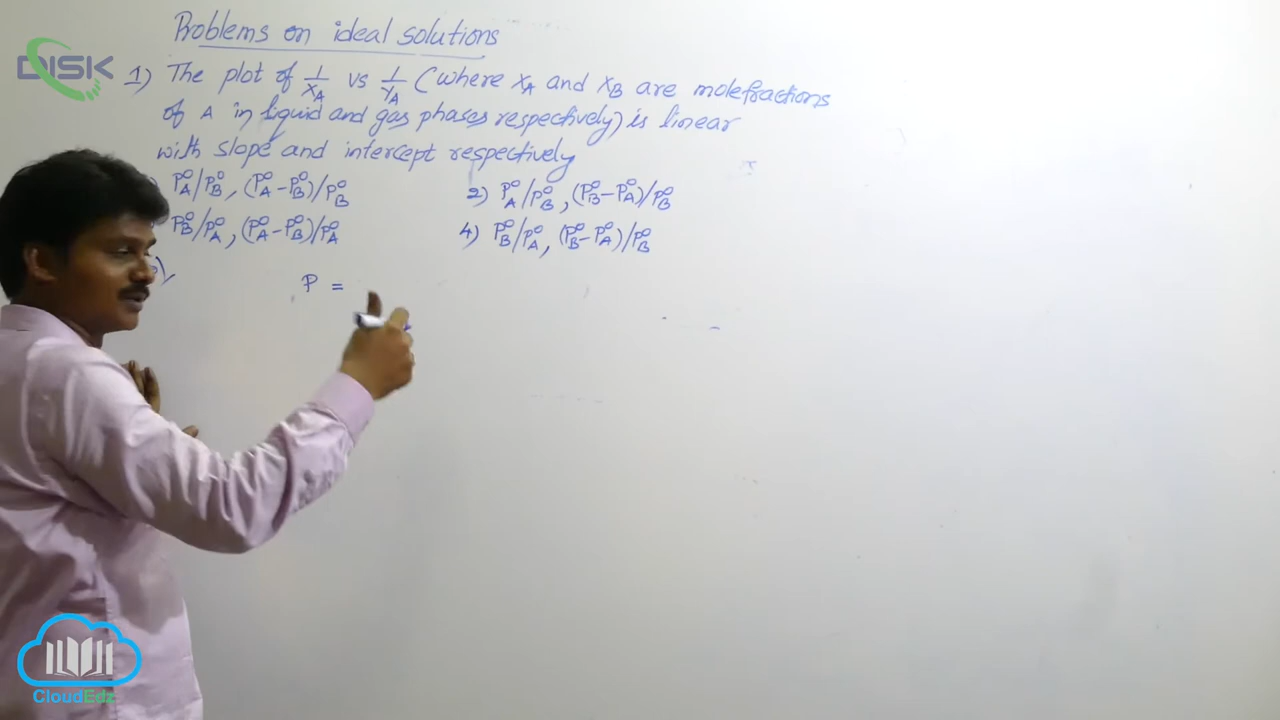 Problems on ideal solutions
DISK
1) The plot of 1/XA vs 1/YA (where XA and XB are molefractions
of A in liquid and gas phases respectively) is linear
with slope and intercept respectively
P°A/P°B, (P°A-P°B)/P°B 2) P°A/P°B, (P°B-P°A)/P°B
P°B/P°A, (P°A-P°B)/P°A 4) P°B/P°A, (P°B-P°A)/P°B
P =
CloudEdz